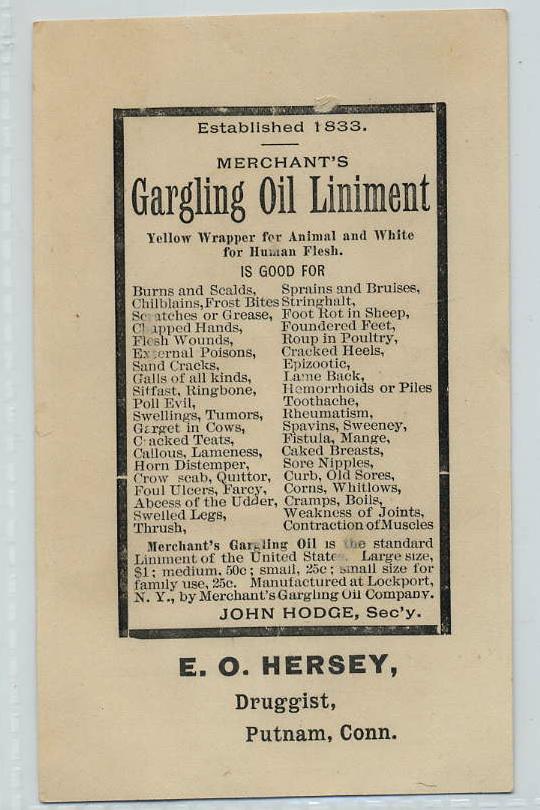 Established 1833.
MERCHANT'S
Gargling Oil Liniment
Yellow Wrapper for Animal and White
for Human Flesh.
IS GOOD FOR
Burns and Scalds,
Chilblains, Frost Bites
Scratches or Grease,
Chapped Hands,
Flesh Wounds,
External Poisons,
Sand Cracks,
Galls of all kinds,
Sitfast, Ringbone,
Poll Evil,
Swellings, Tumors,
Garget in Cows,
Cracked Teats,
Callous, Lameness,
Horn Distemper,
Crow scab, Quittor,
Foul Ulcers, Farcy,
Abcess of the Udder,
Swelled Legs,
Thrush,
Sprains and Bruises,
Stringhalt,
Foot Rot in Sheep,
Foundered Feet,
Roup in Poultry,
Cracked Heels,
Epizootic,
Lame Back,
Hemorrhoids or Piles
Toothache,
Rheumatism,
Spavins, Sweeney,
Fistula, Mange,
Caked Breasts,
Sore Nipples,
Curb, Old Sores,
Corns, Whitlows,
Cramps, Boils,
Weakness of Joints,
Contraction of Muscles
Merchant's Gargling Oil is the standard
Liniment of the United States. Large size,
$1; medium, 50c; small, 25c; small size for
family use, 25c. Manufactured at Lockport,
N. Y., by Merchant's Gargling Oil Company.
JOHN HODGE, Sec'y.
E. O. HERSEY,
Druggist,
Putnam, Conn.